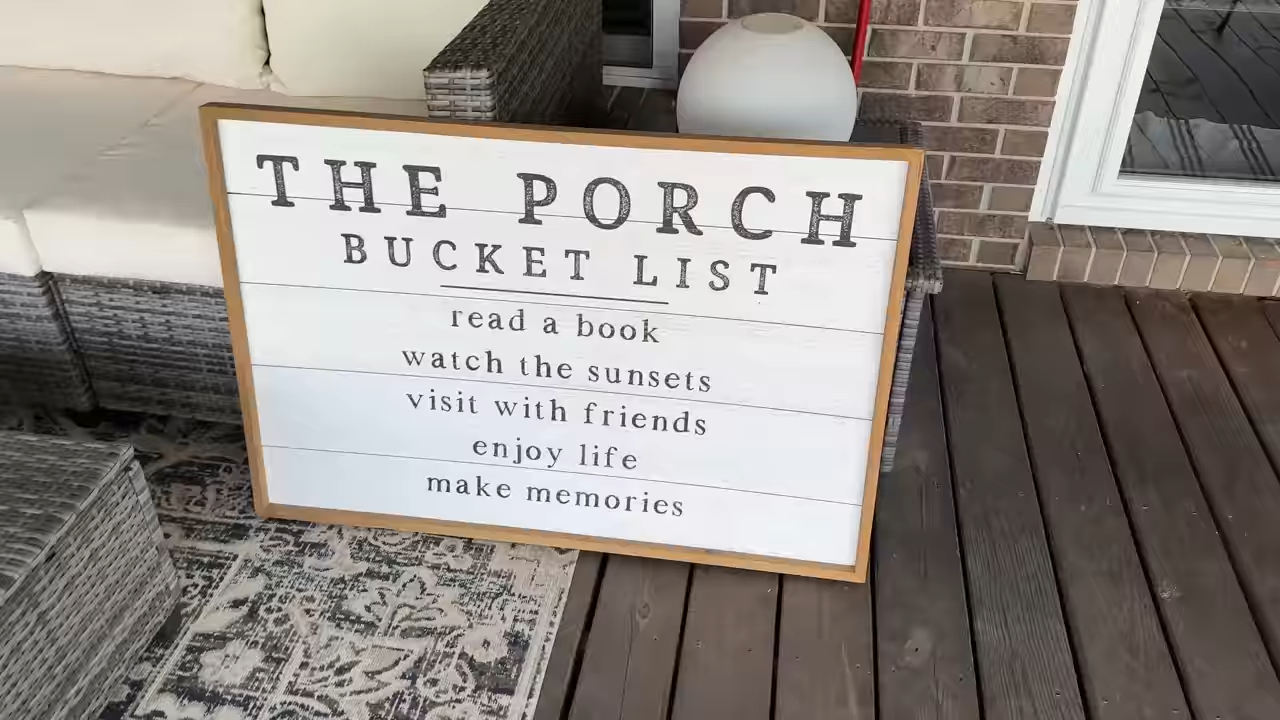 THE PORCH
BUCKET LIST
read a book
watch the sunsets
visit with friends
enjoy life
make memories